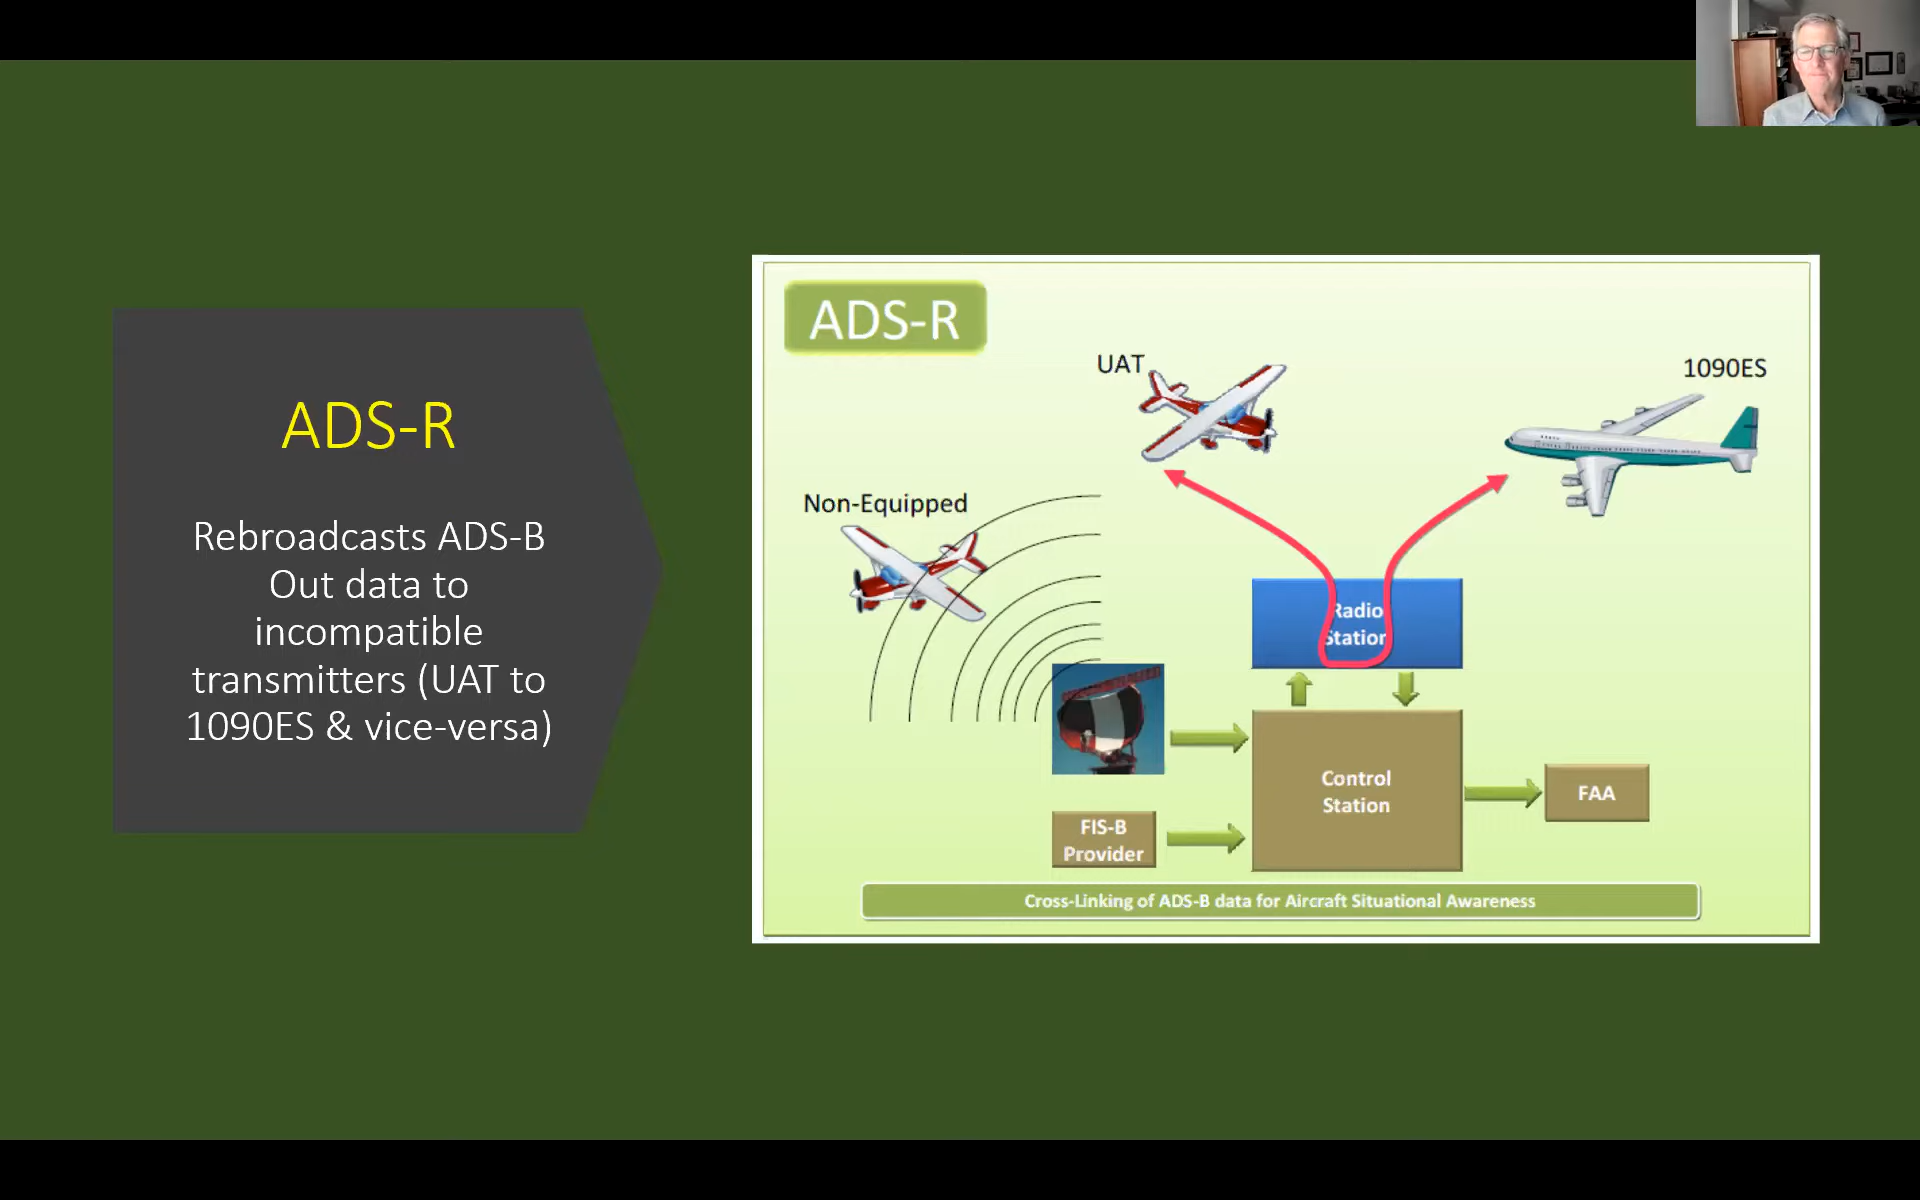 ADS-R
Rebroadcasts ADS-B
Out data to
incompatible
transmitters (UAT to
1090ES & vice-versa)
ADS-R
UAT
1090ES
Non-Equipped
Radio
Station
Control
Station
FAA
FIS-B
Provider
Cross-Linking of ADS-B data for Aircraft Situational Awareness